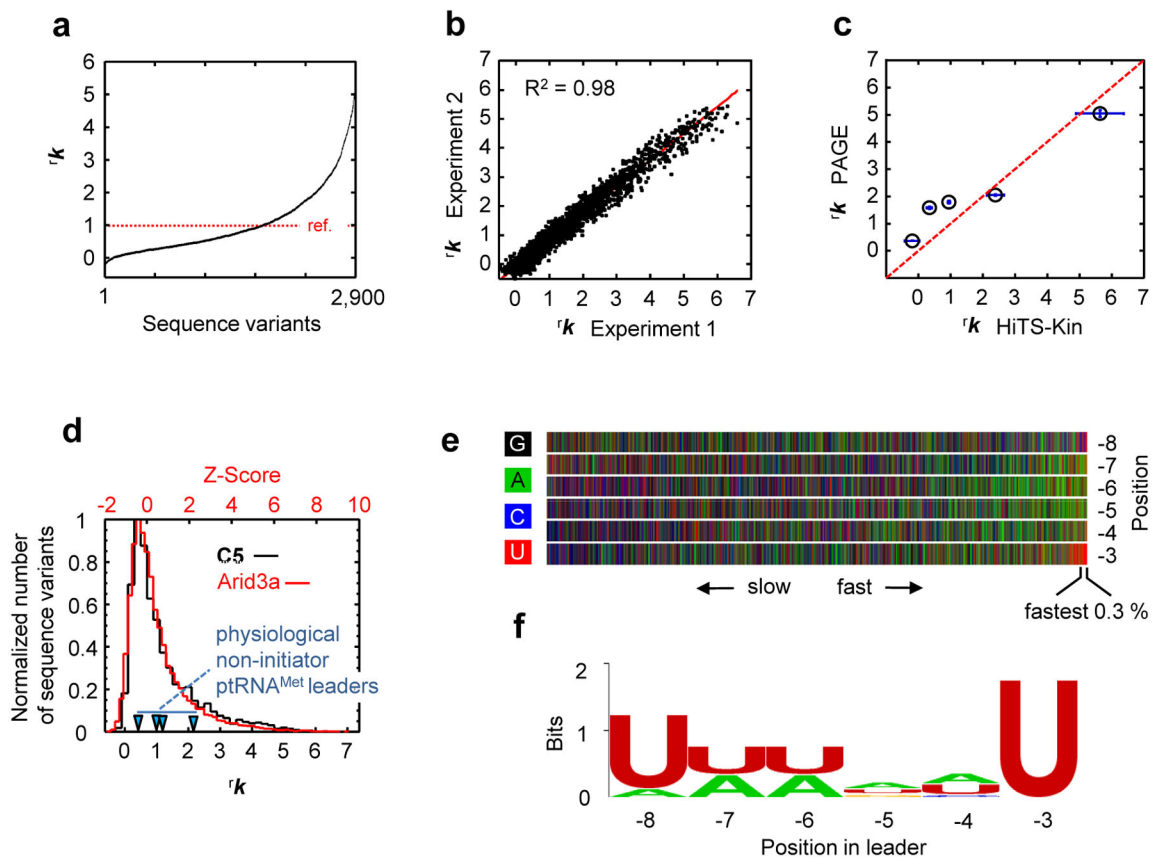 a
6
5
4
3
2
1
0
ʳk
ref.
1
2,900
Sequence variants
b
7
6
5
4
3
2
1
0
R² = 0.98
ʳk Experiment 2
0 1 2 3 4 5 6 7
ʳk Experiment 1
c
7
6
5
4
3
2
1
0
ʳk PAGE
0 1 2 3 4 5 6 7
ʳk HiTS-Kin
d
Z-Score
-2 0 2 4 6 8 10
1
0.8
0.6
0.4
0.2
0
Normalized number
of sequence variants
C5
Arid3a
physiological
non-initiator
ptRNAᴹᵉᵗ leaders
0 1 2 3 4 5 6 7
ʳk
e
G
A
C
U
-8
-7
-6
-5
-4
-3
Position
slow fast
fastest 0.3 %
f
2
1
0
Bits
U A
U A
U A
A U
A U
U
-8 -7 -6 -5 -4 -3
Position in leader